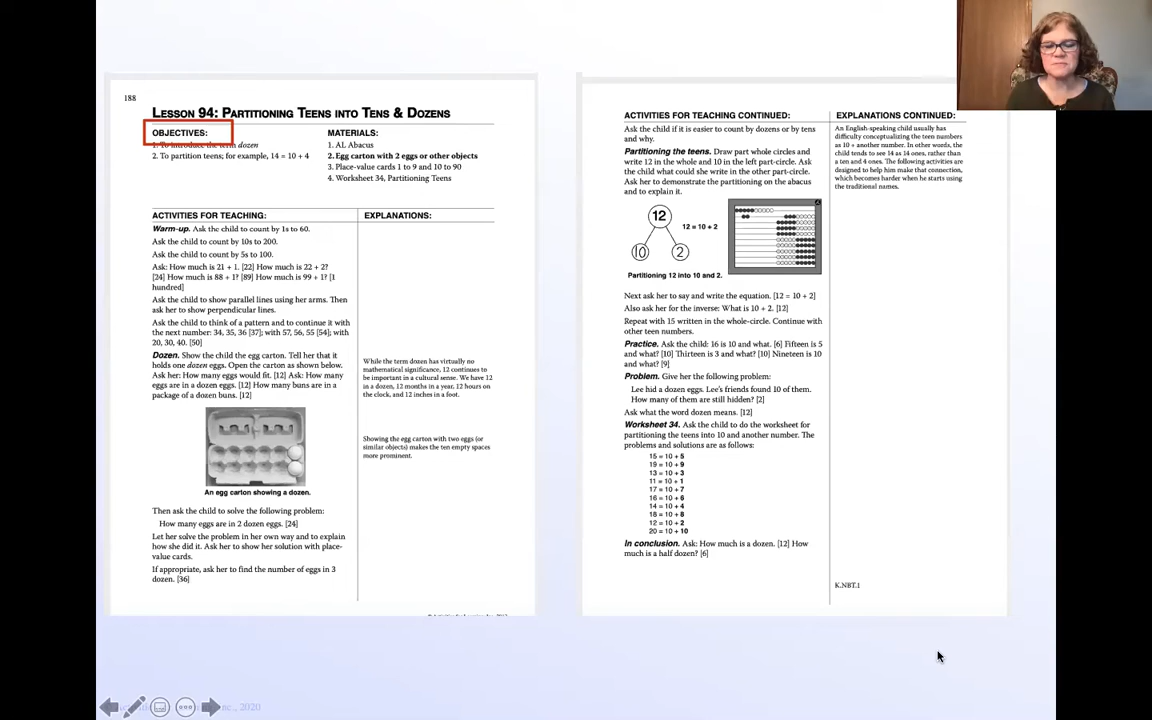 188
LESSON 94: PARTITIONING TEENS INTO TENS & DOZENS
OBJECTIVES:
1. To introduce the term dozen
2. To partition teens; for example, 14 = 10 + 4
MATERIALS:
1. AL Abacus
2. Egg carton with 2 eggs or other objects
3. Place-value cards 1 to 9 and 10 to 90
4. Worksheet 34, Partitioning Teens
ACTIVITIES FOR TEACHING:
Warm-up. Ask the child to count by 1s to 60.
Ask the child to count by 10s to 200.
Ask the child to count by 5s to 100.
Ask: How much is 21 + 1. [22] How much is 22 + 2?
[24] How much is 88 + 1? [89] How much is 99 + 1? [1
hundred]
Ask the child to show parallel lines using her arms. Then
ask her to show perpendicular lines.
Ask the child to think of a pattern and to continue it with
the next number: 34, 35, 36 [37]; with 57, 56, 55 [54]; with
20, 30, 40. [50]
Dozen. Show the child the egg carton. Tell her that it
holds one dozen eggs. Open the carton as shown below.
Ask her: How many eggs would fit. [12] Ask: How many
eggs are in a dozen eggs. [12] How many buns are in a
package of a dozen buns. [12]
An egg carton showing a dozen.
Then ask the child to solve the following problem:
How many eggs are in 2 dozen eggs. [24]
Let her solve the problem in her own way and to explain
how she did it. Ask her to show her solution with place-
value cards.
If appropriate, ask her to find the number of eggs in 3
dozen. [36]
EXPLANATIONS:
While the term dozen has virtually no
mathematical significance, 12 continues to
be important in a cultural sense. We have 12
in a dozen, 12 months in a year, 12 hours on
the clock, and 12 inches in a foot.
Showing the egg carton with two eggs (or
similar objects) makes the ten empty spaces
more prominent.
ACTIVITIES FOR TEACHING CONTINUED:
Ask the child if it is easier to count by dozens or by tens
and why.
Partitioning the teens. Draw part whole circles and
write 12 in the whole and 10 in the left part-circle. Ask
the child what could she write in the other part-circle.
Ask her to demonstrate the partitioning on the abacus
and to explain it.
12
10
2
12 = 10 + 2
Partitioning 12 into 10 and 2.
Next ask her to say and write the equation. [12 = 10 + 2]
Also ask her for the inverse: What is 10 + 2. [12]
Repeat with 15 written in the whole-circle. Continue with
other teen numbers.
Practice. Ask the child: 16 is 10 and what. [6] Fifteen is 5
and what? [10] Thirteen is 3 and what? [10] Nineteen is 10
and what? [9]
Problem. Give her the following problem:
Lee hid a dozen eggs. Lee's friends found 10 of them.
How many of them are still hidden? [2]
Ask what the word dozen means. [12]
Worksheet 34. Ask the child to do the worksheet for
partitioning the teens into 10 and another number. The
problems and solutions are as follows:
15 = 10 + 5
19 = 10 + 9
13 = 10 + 3
11 = 10 + 1
17 = 10 + 7
16 = 10 + 6
14 = 10 + 4
18 = 10 + 8
12 = 10 + 2
20 = 10 + 10
In conclusion. Ask: How much is a dozen. [12] How
much is a half dozen? [6]
EXPLANATIONS CONTINUED:
An English-speaking child usually has
difficulty conceptualizing the teen numbers
as 10 + another number. In other words, the
child tends to see 14 as 14 ones, rather than
a ten and 4 ones. The following activities are
designed to help him make that connection,
which becomes harder when he starts using
the traditional names.
K.NBT.1
Inc., 2020